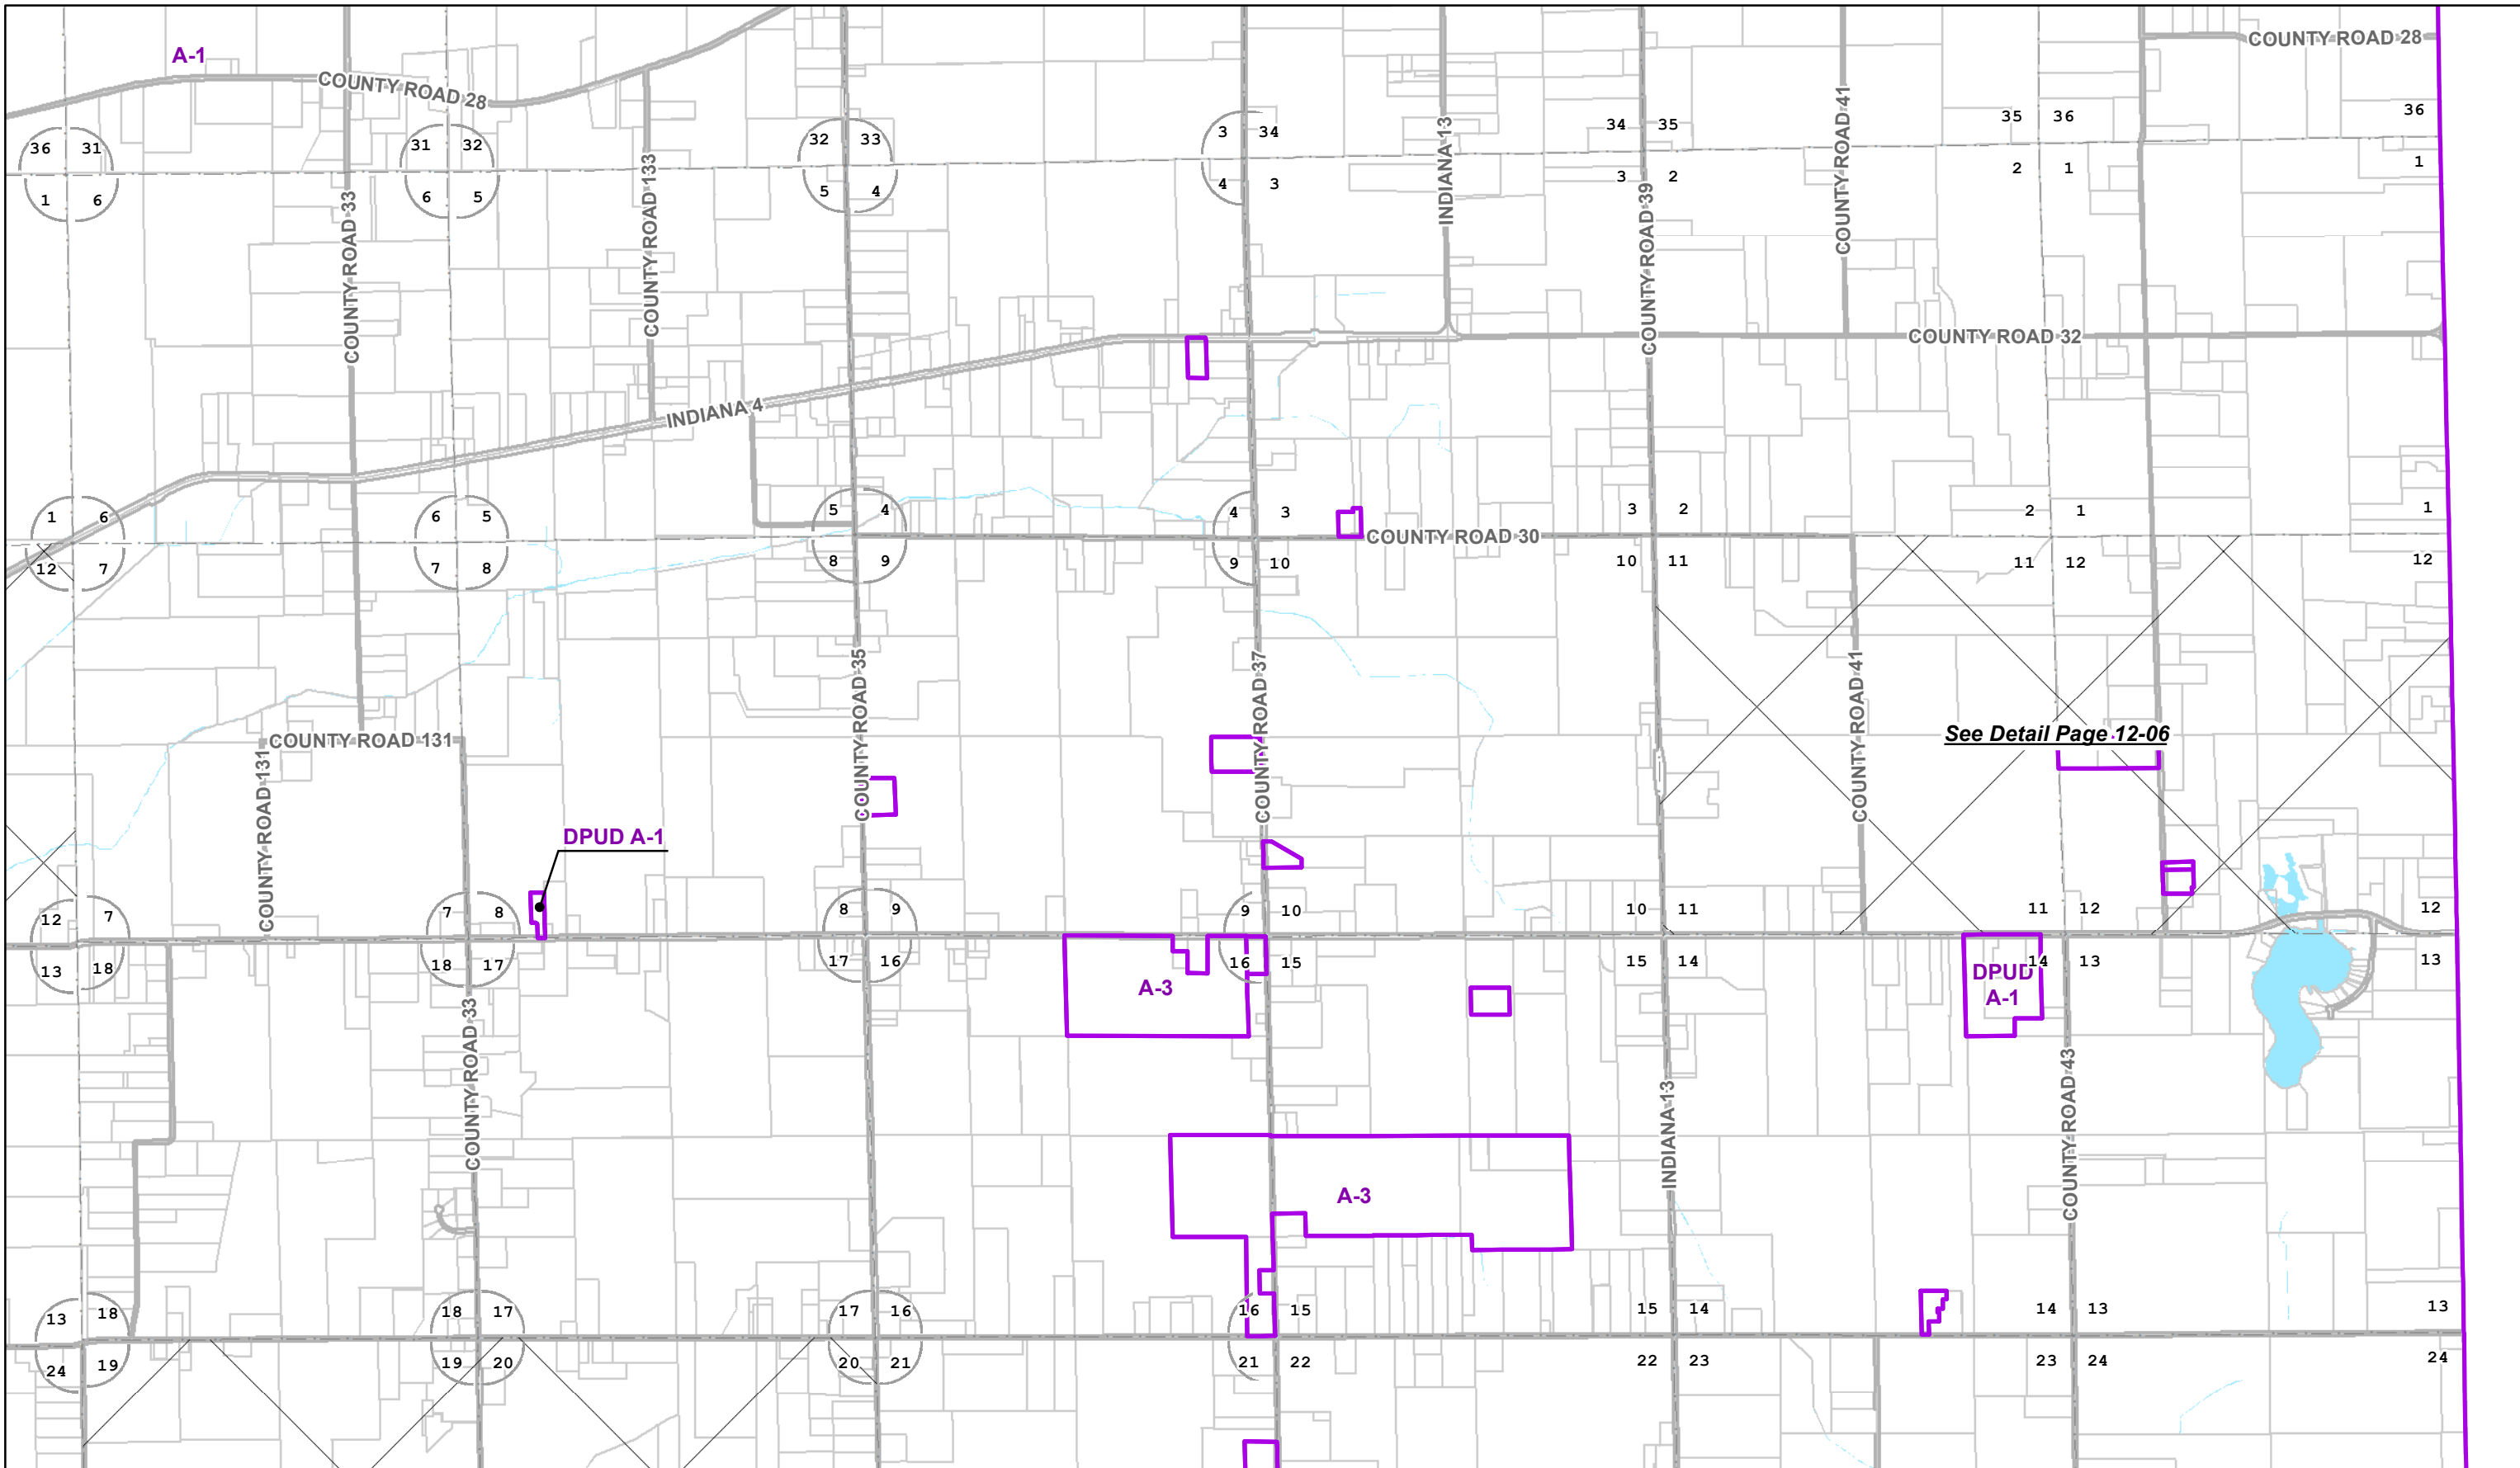 COUNTY ROAD 28
A-1
COUNTY ROAD 28
36 31
31 32
32 33
3 34
34 35
35 36
36
1 6
6 5
5 4
4 3
3 2
2 1
1
COUNTY ROAD 33
COUNTY ROAD 133
INDIANA 13
COUNTY ROAD 39
COUNTY ROAD 41
COUNTY ROAD 32
INDIANA 4
1 6
6 5
5 4
4 3
3 2
2 1
1
COUNTY ROAD 30
12 7
7 8
8 9
9 10
10 11
11 12
12
COUNTY ROAD 35
COUNTY ROAD 37
COUNTY ROAD 41
See Detail Page 12-06
COUNTY ROAD 131
COUNTY ROAD 131
DPUD A-1
12 7
7 8
8 9
9 10
10 11
11 12
12
13 18
18 17
17 16
16 15
15 14
14 13
13
A-3
DPUD
A-1
COUNTY ROAD 33
INDIANA 13
COUNTY ROAD 43
A-3
13 18
18 17
17 16
16 15
15 14
14 13
13
24 19
19 20
20 21
21 22
22 23
23 24
24